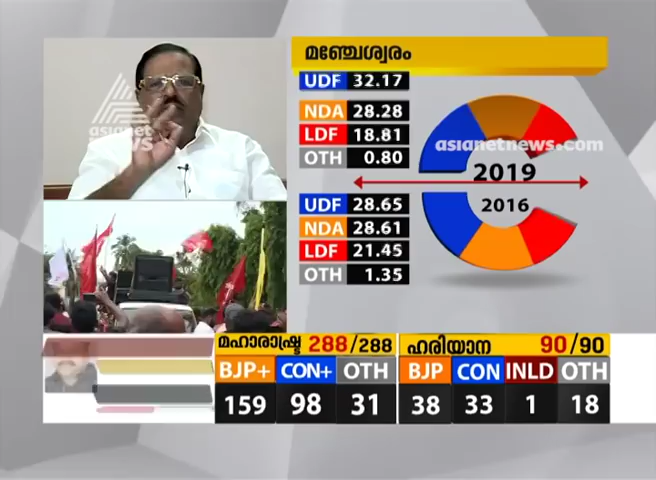 മഞ്ചേശ്വരം
UDF 32.17
NDA 28.28
LDF 18.81
OTH 0.80
2019
UDF 28.65
NDA 28.61
LDF 21.45
OTH 1.35
2016
asianet news
asianetnews.com
മഹാരാഷ്ട്ര 288/288
BJP+ CON+ OTH
159 98 31
ഹരിയാന 90/90
BJP CON INLD OTH
38 33 1 18